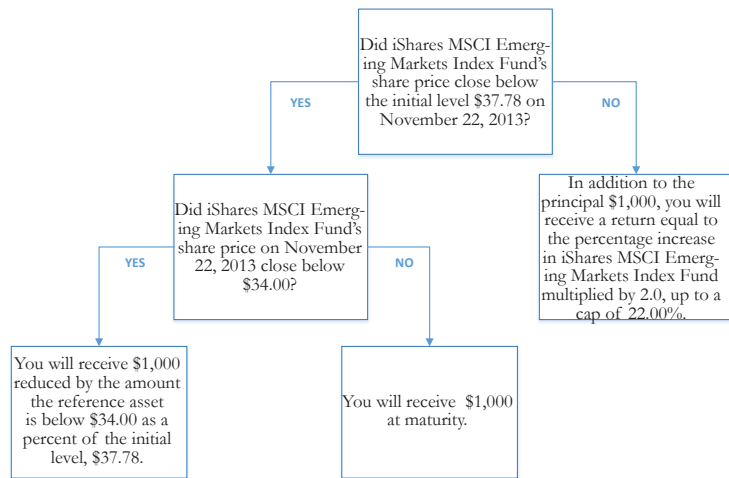 Did iShares MSCI Emerg-
ing Markets Index Fund's
share price close below
the initial level $37.78 on
November 22, 2013?
YES
NO
Did iShares MSCI Emerg-
ing Markets Index Fund's
share price on November
22, 2013 close below
$34.00?
In addition to the
principal $1,000, you will
receive a return equal to
the percentage increase
in iShares MSCI Emerg-
ing Markets Index Fund
multiplied by 2.0, up to a
cap of 22.00%.
YES
NO
You will receive $1,000
reduced by the amount
the reference asset
is below $34.00 as a
percent of the initial
level, $37.78.
You will receive $1,000
at maturity.